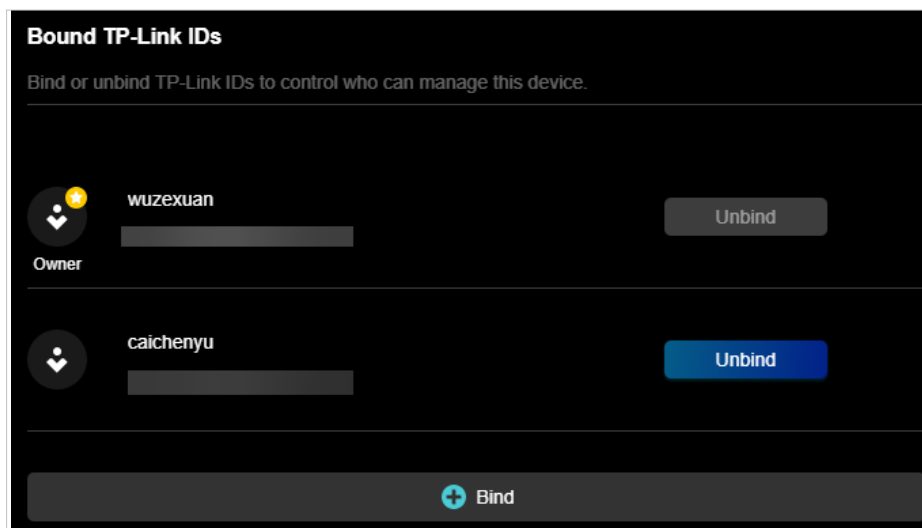 Bound TP-Link IDs
Bind or unbind TP-Link IDs to control who can manage this device.
wuzexuan
Unbind
Owner
caichenyu
Unbind
Bind